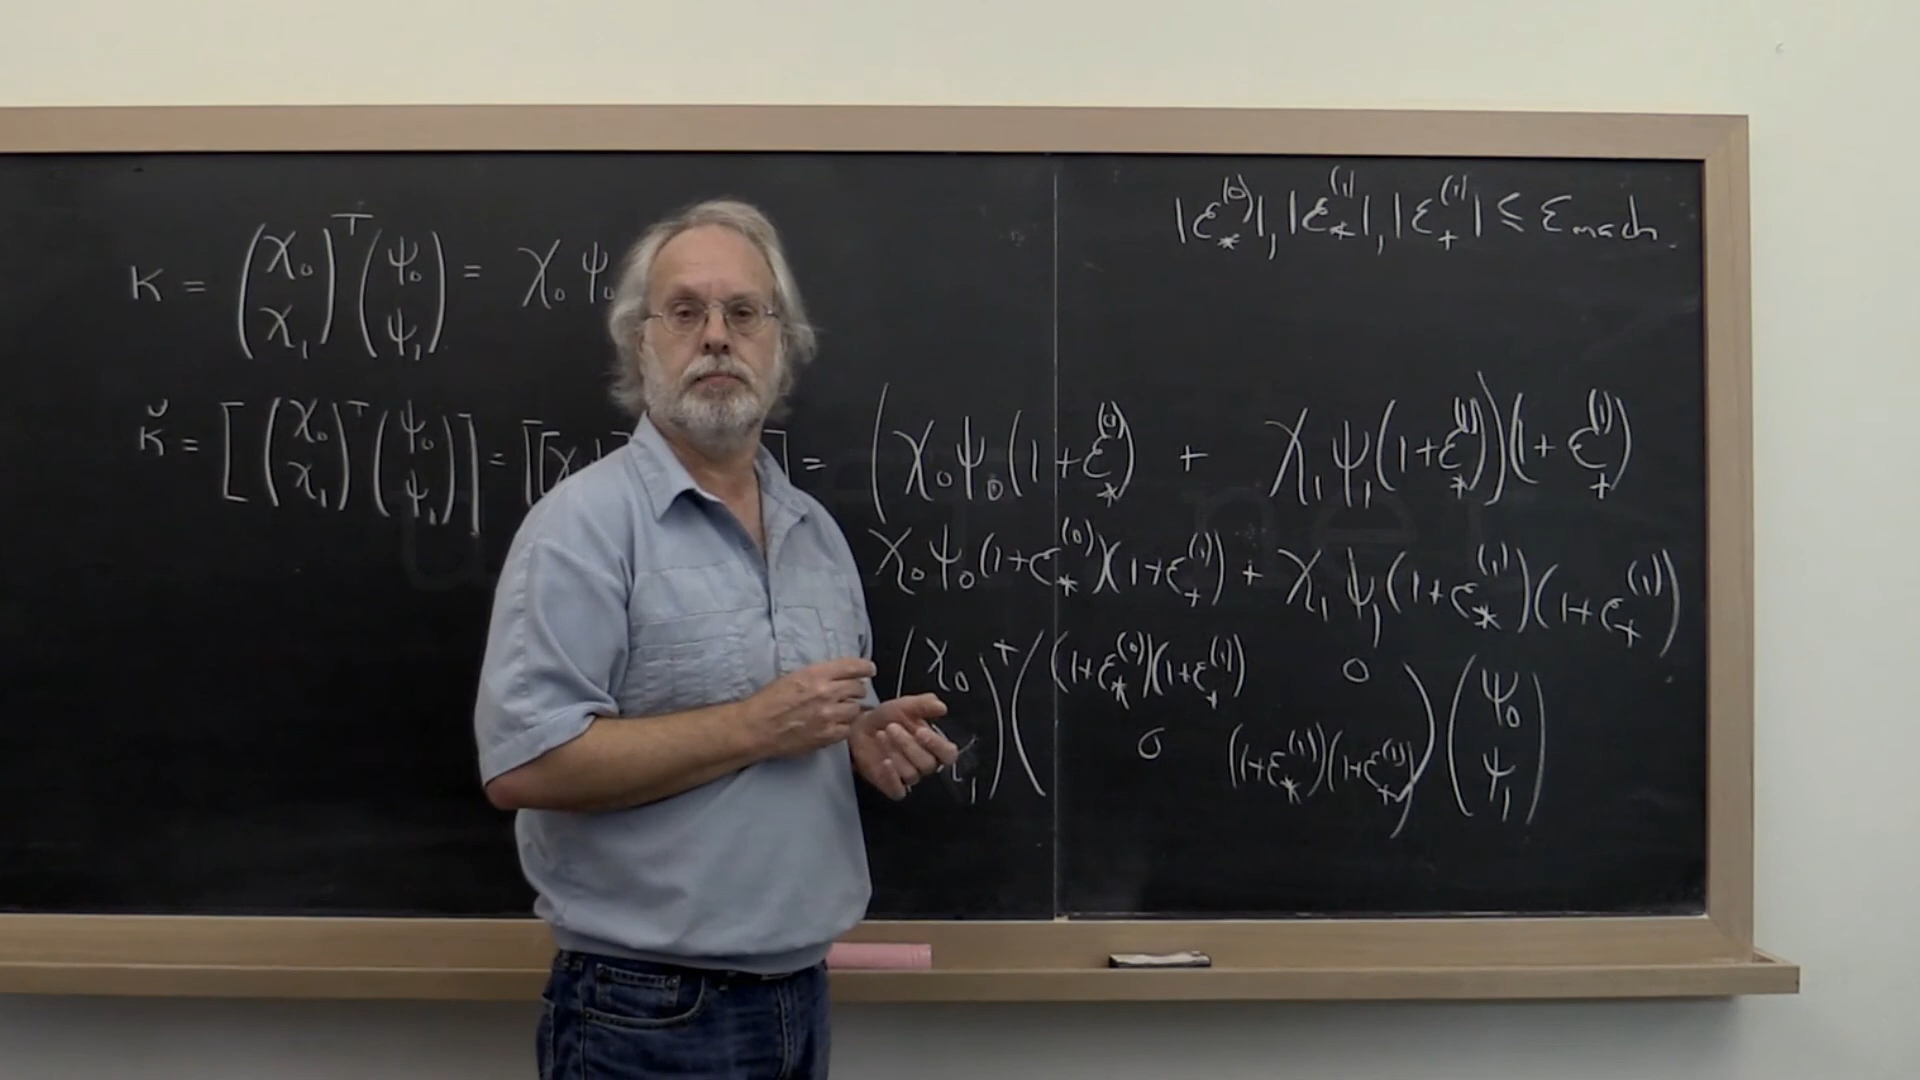 |ε_*^(0)|, |ε_*^(1)|, |ε_+^(1)| ≤ ε_mach.
κ = (χ_0 χ_1)^T (ψ_0 ψ_1) = χ_0 ψ_0
κ̌ = [(χ_0 χ_1)^T (ψ_0 ψ_1)] = [[χ_0 ] = (χ_0 ψ_0 (1+ε_*^(0)) + χ_1 ψ_1 (1+ε_*^(1)))(1+ε_+^(1))
χ_0 ψ_0 (1+ε_*^(0))(1+ε_+^(1)) + χ_1 ψ_1 (1+ε_*^(1))(1+ε_+^(1))
(χ_0 χ_1)^T ((1+ε_*^(0))(1+ε_+^(1)) 0
0 (1+ε_*^(1))(1+ε_+^(1))) (ψ_0 ψ_1)